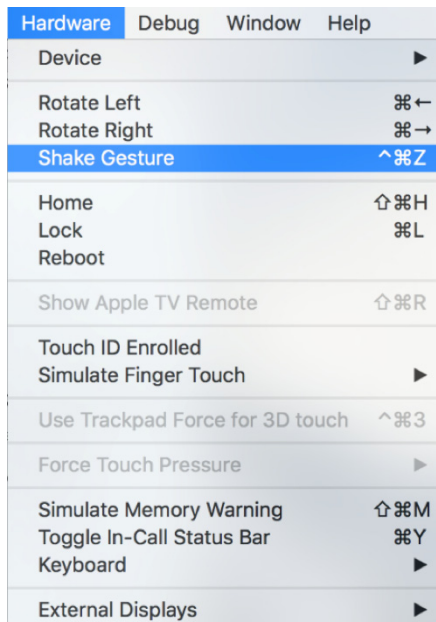 Hardware Debug Window Help
Device ▶
Rotate Left ⌘←
Rotate Right ⌘→
Shake Gesture ^⌘Z
Home ⇧⌘H
Lock ⌘L
Reboot
Show Apple TV Remote ⇧⌘R
Touch ID Enrolled
Simulate Finger Touch ▶
Use Trackpad Force for 3D touch ^⌘3
Force Touch Pressure ▶
Simulate Memory Warning ⇧⌘M
Toggle In-Call Status Bar ⌘Y
Keyboard ▶
External Displays ▶